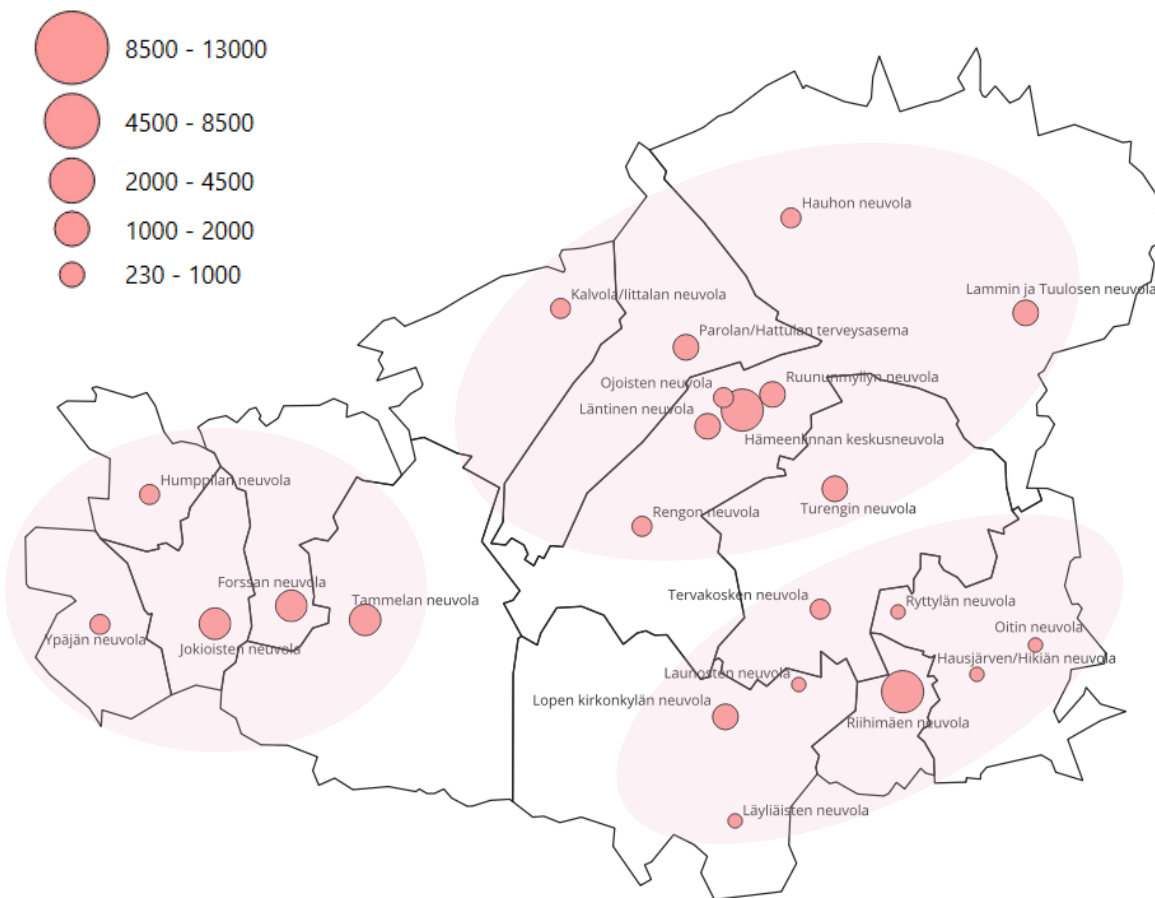 8500 - 13000
4500 - 8500
2000 - 4500
1000 - 2000
230 - 1000
Hauhon neuvola
Lammin ja Tuulosen neuvola
Kalvola/Iittalan neuvola
Parolan/Hattulan terveysasema
Ojoisten neuvola
Ruununmyllyn neuvola
Läntinen neuvola
Hämeenlinnan keskusneuvola
Humppilan neuvola
Turengin neuvola
Rengon neuvola
Forssan neuvola
Tammelan neuvola
Ypäjän neuvola
Jokioisten neuvola
Tervakosken neuvola
Ryttylän neuvola
Oitin neuvola
Hausjärven/Hikiän neuvola
Launosten neuvola
Lopen kirkonkylän neuvola
Riihimäen neuvola
Läyliäisten neuvola